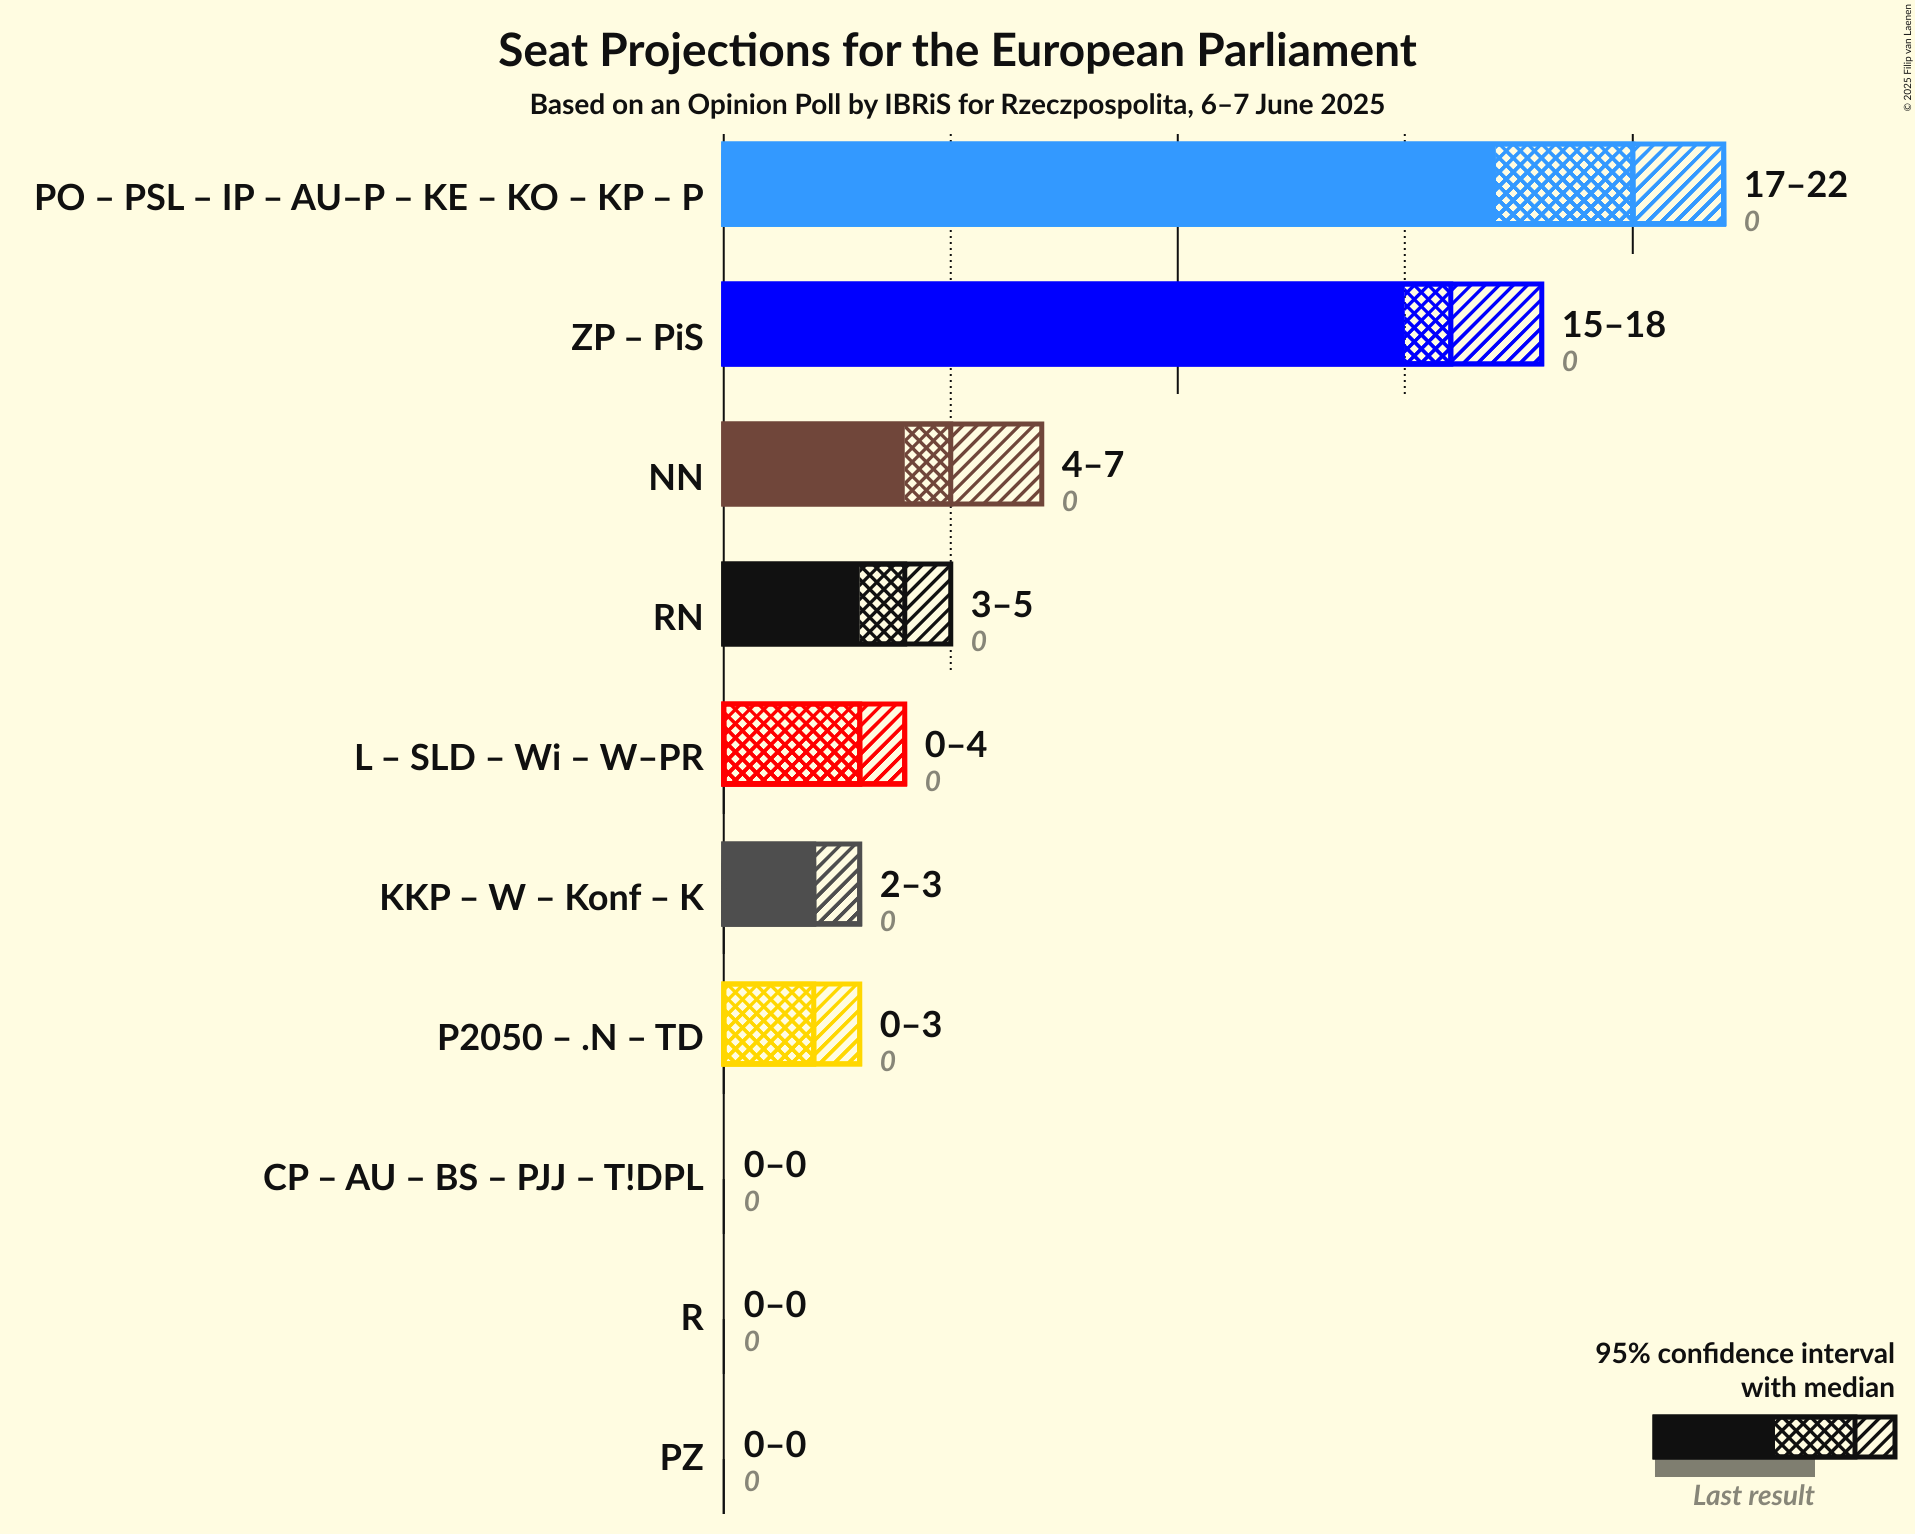 Seat Projections for the European Parliament
Based on an Opinion Poll by IBRiS for Rzeczpospolita, 6–7 June 2025
© 2025 Filip van Laenen
PO – PSL – IP – AU–P – KE – KO – KP – P
17–22
0
ZP – PiS
15–18
0
NN
4–7
0
RN
3–5
0
L – SLD – Wi – W–PR
0–4
0
KKP – W – Konf – K
2–3
0
P2050 – .N – TD
0–3
0
CP – AU – BS – PJJ – T!DPL
0–0
0
R
0–0
0
PZ
0–0
0
95% confidence interval
with median
Last result